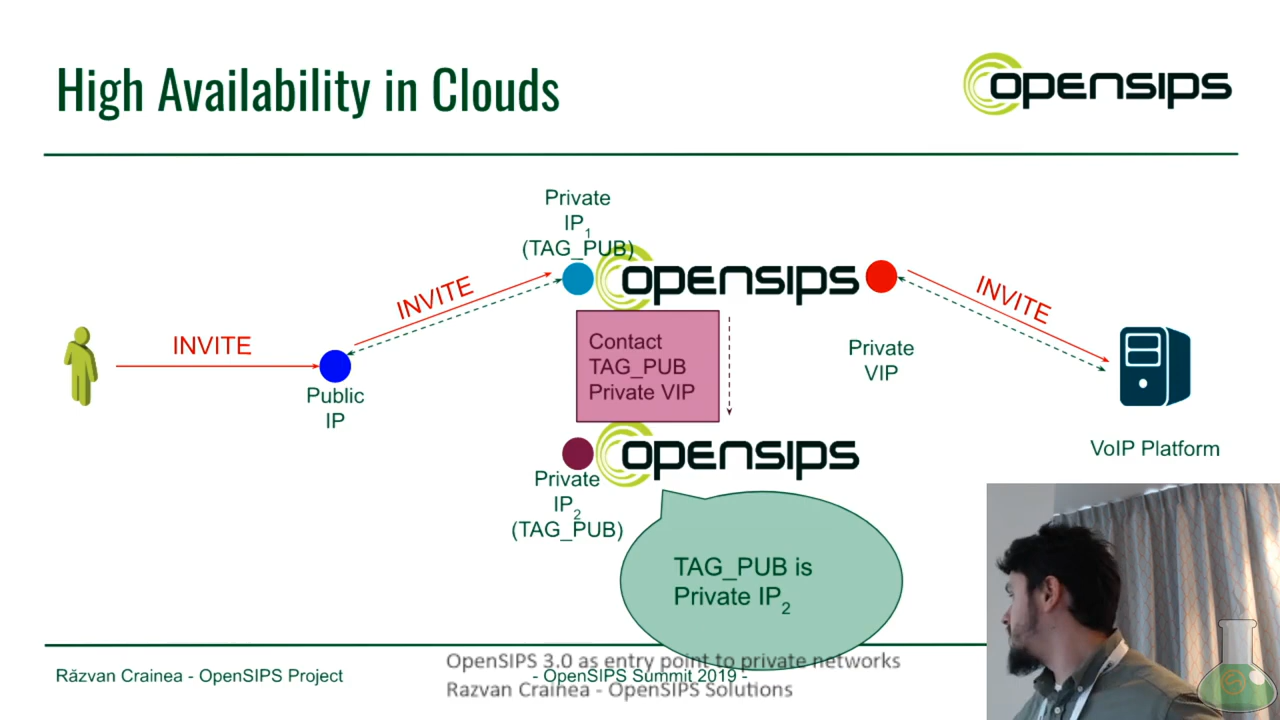 High Availability in Clouds
opensips
Private
IP1
(TAG_PUB)
opensips
INVITE
INVITE
INVITE
Public
IP
Contact
TAG_PUB
Private VIP
Private
VIP
VoIP Platform
opensips
Private
IP2
(TAG_PUB)
TAG_PUB is
Private IP2
OpenSIPS 3.0 as entry point to private networks
Răzvan Crainea - OpenSIPS Project
- OpenSIPS Summit 2019 -
Razvan Crainea - OpenSIPS Solutions